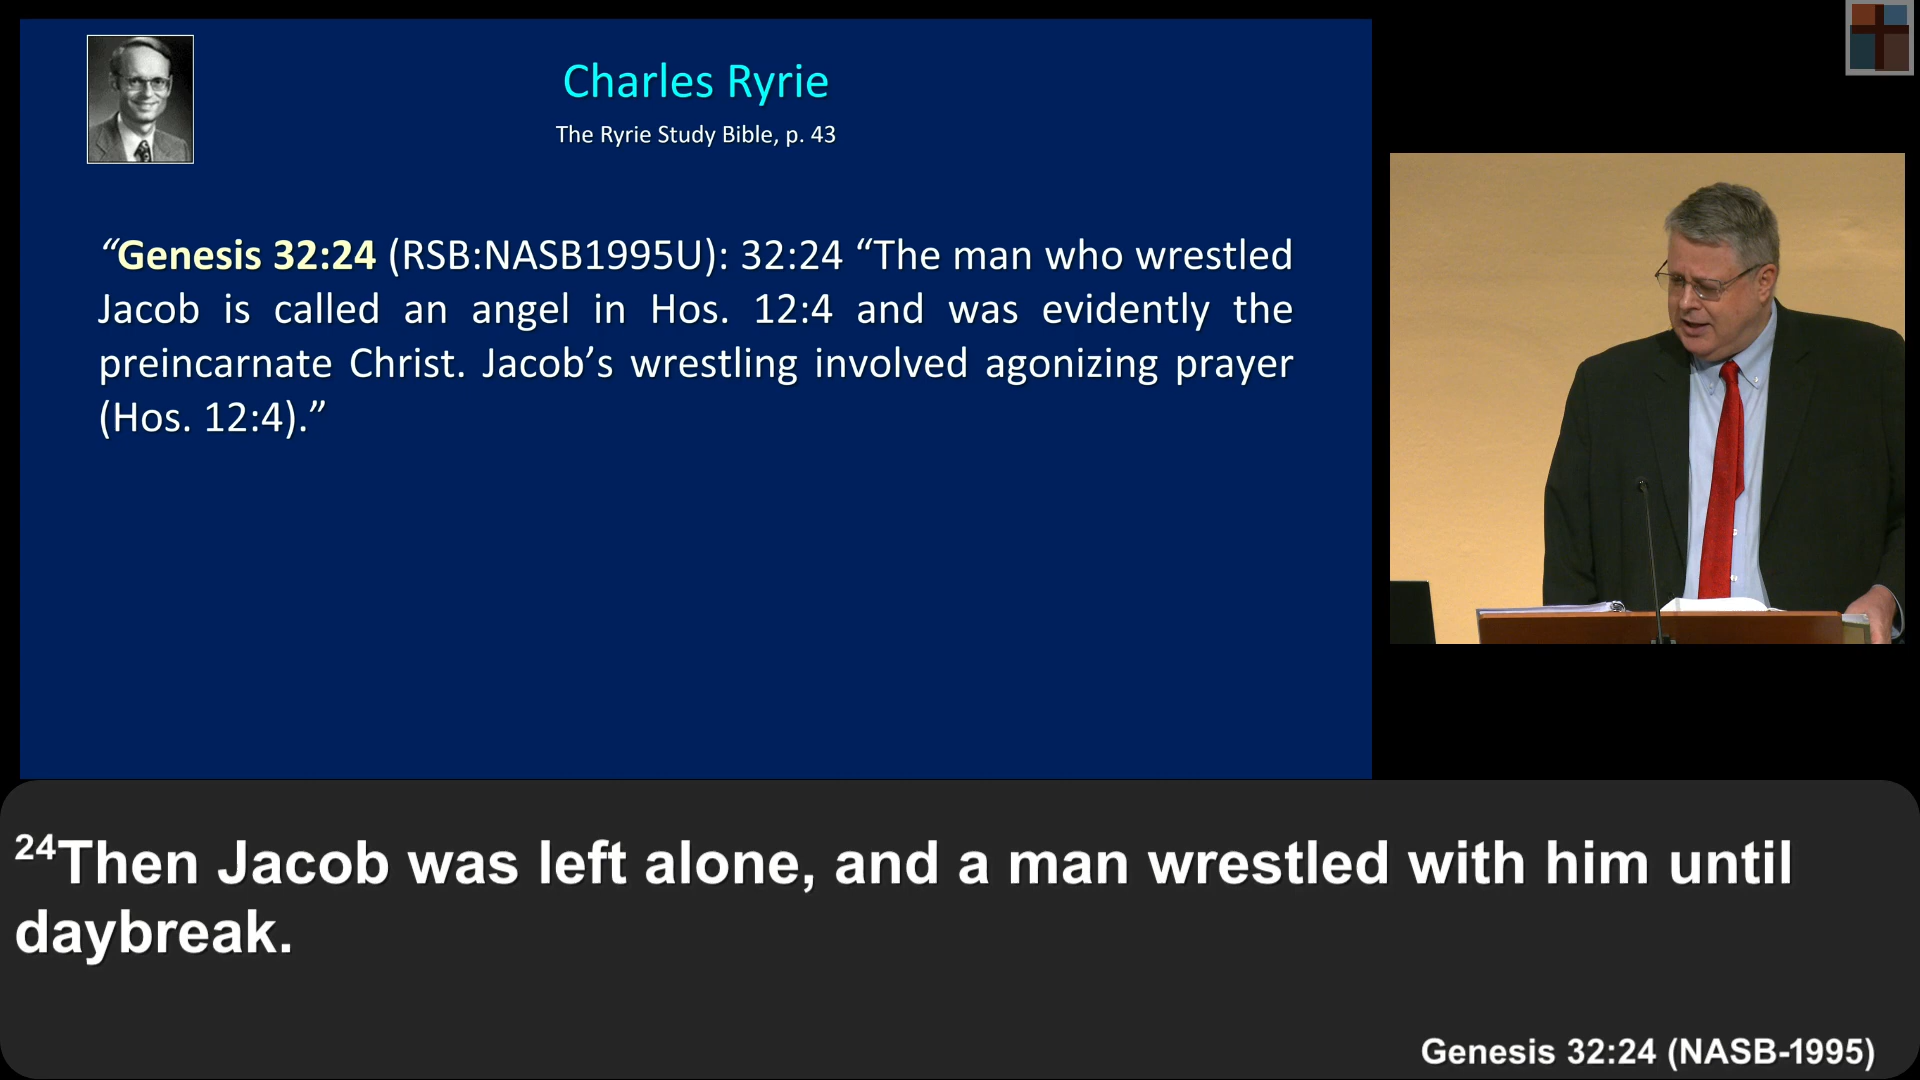 Charles Ryrie
The Ryrie Study Bible, p. 43
“Genesis 32:24 (RSB:NASB1995U): 32:24 “The man who wrestled
Jacob is called an angel in Hos. 12:4 and was evidently the
preincarnate Christ. Jacob’s wrestling involved agonizing prayer
(Hos. 12:4).”
24Then Jacob was left alone, and a man wrestled with him until
daybreak.
Genesis 32:24 (NASB-1995)